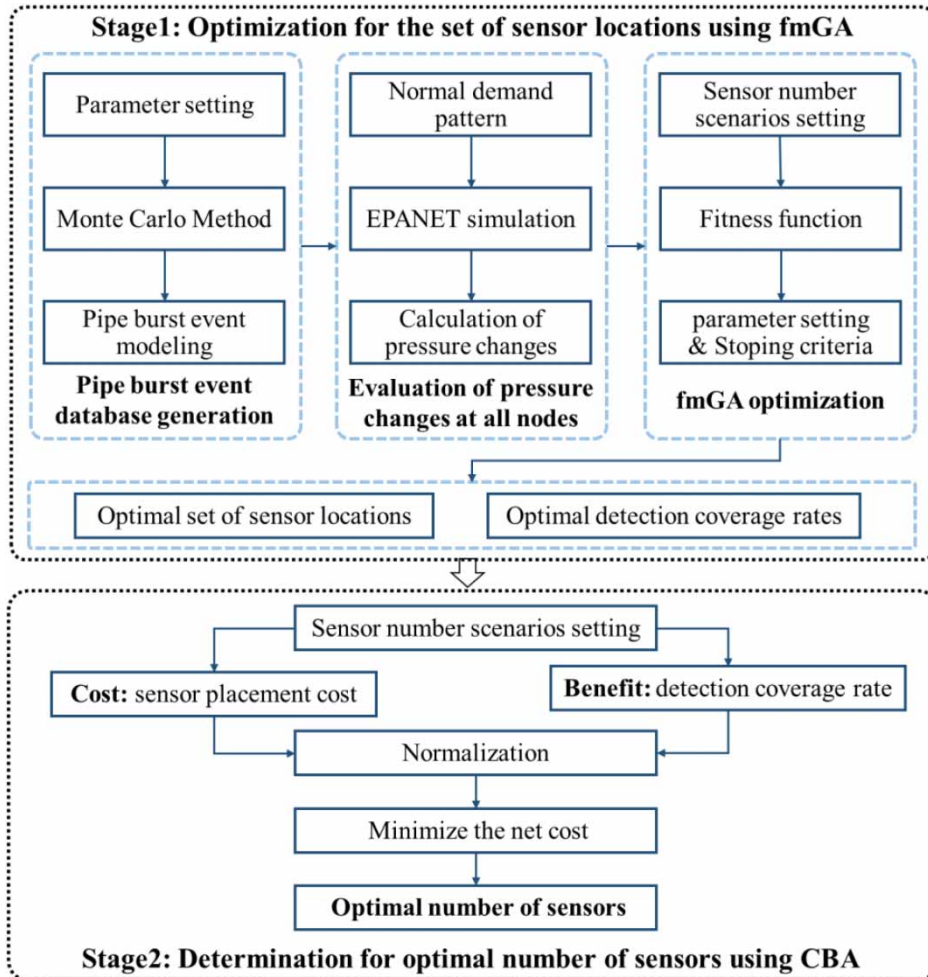 Stage1: Optimization for the set of sensor locations using fmGA
Parameter setting
Monte Carlo Method
Pipe burst event
modeling
Pipe burst event
database generation
Normal demand
pattern
EPANET simulation
Calculation of
pressure changes
Evaluation of pressure
changes at all nodes
Sensor number
scenarios setting
Fitness function
parameter setting
& Stoping criteria
fmGA optimization
Optimal set of sensor locations
Optimal detection coverage rates
Sensor number scenarios setting
Cost: sensor placement cost
Benefit: detection coverage rate
Normalization
Minimize the net cost
Optimal number of sensors
Stage2: Determination for optimal number of sensors using CBA